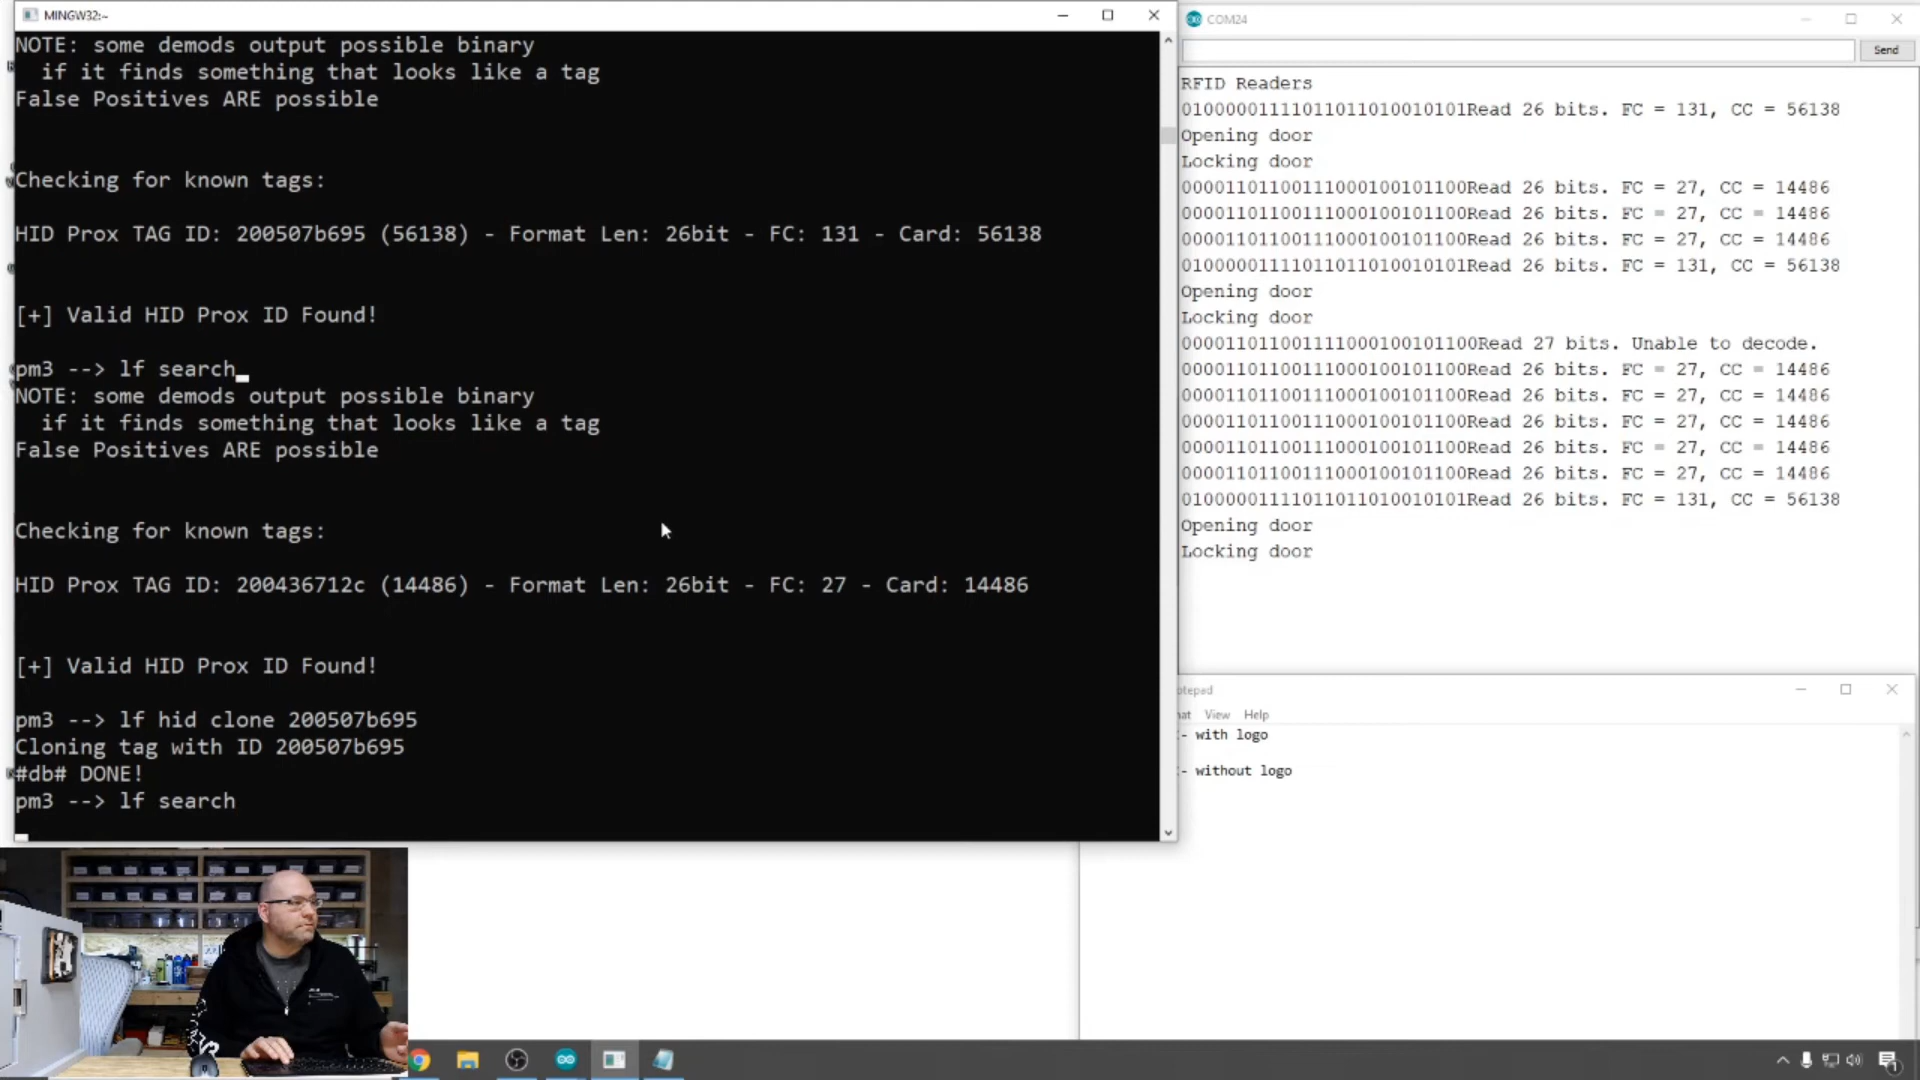 MINGW32:~
NOTE: some demods output possible binary
if it finds something that looks like a tag
False Positives ARE possible
Checking for known tags:
HID Prox TAG ID: 200507b695 (56138) - Format Len: 26bit - FC: 131 - Card: 56138
[+] Valid HID Prox ID Found!
pm3 --> lf search
NOTE: some demods output possible binary
if it finds something that looks like a tag
False Positives ARE possible
Checking for known tags:
HID Prox TAG ID: 200436712c (14486) - Format Len: 26bit - FC: 27 - Card: 14486
[+] Valid HID Prox ID Found!
pm3 --> lf hid clone 200507b695
Cloning tag with ID 200507b695
#db# DONE!
pm3 --> lf search
COM24
Send
RFID Readers
01000001111011011010010101Read 26 bits. FC = 131, CC = 56138
Opening door
Locking door
00001101100111000100101100Read 26 bits. FC = 27, CC = 14486
00001101100111000100101100Read 26 bits. FC = 27, CC = 14486
00001101100111000100101100Read 26 bits. FC = 27, CC = 14486
01000001111011011010010101Read 26 bits. FC = 131, CC = 56138
Opening door
Locking door
000011011001111000100101100Read 27 bits. Unable to decode.
00001101100111000100101100Read 26 bits. FC = 27, CC = 14486
00001101100111000100101100Read 26 bits. FC = 27, CC = 14486
00001101100111000100101100Read 26 bits. FC = 27, CC = 14486
00001101100111000100101100Read 26 bits. FC = 27, CC = 14486
00001101100111000100101100Read 26 bits. FC = 27, CC = 14486
01000001111011011010010101Read 26 bits. FC = 131, CC = 56138
Opening door
Locking door
otepad
mat View Help
- with logo
- without logo